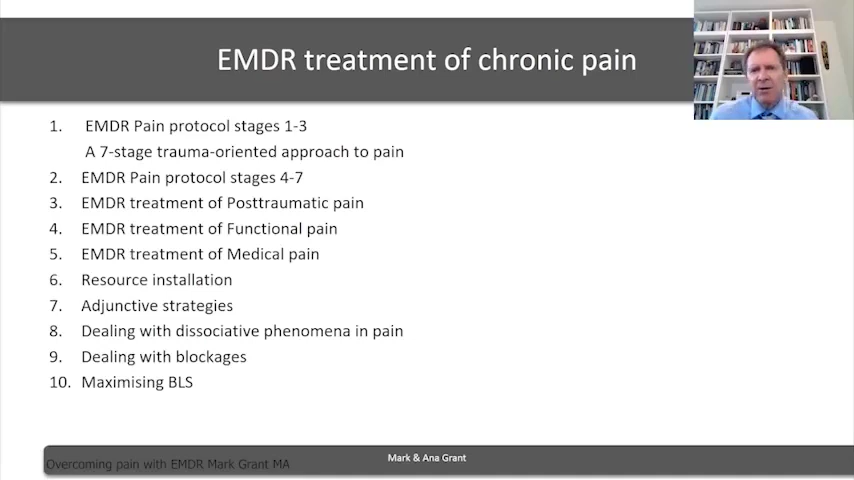 EMDR treatment of chronic pain
1. EMDR Pain protocol stages 1-3
A 7-stage trauma-oriented approach to pain
2. EMDR Pain protocol stages 4-7
3. EMDR treatment of Posttraumatic pain
4. EMDR treatment of Functional pain
5. EMDR treatment of Medical pain
6. Resource installation
7. Adjunctive strategies
8. Dealing with dissociative phenomena in pain
9. Dealing with blockages
10. Maximising BLS
Mark & Ana Grant
Overcoming pain with EMDR Mark Grant MA